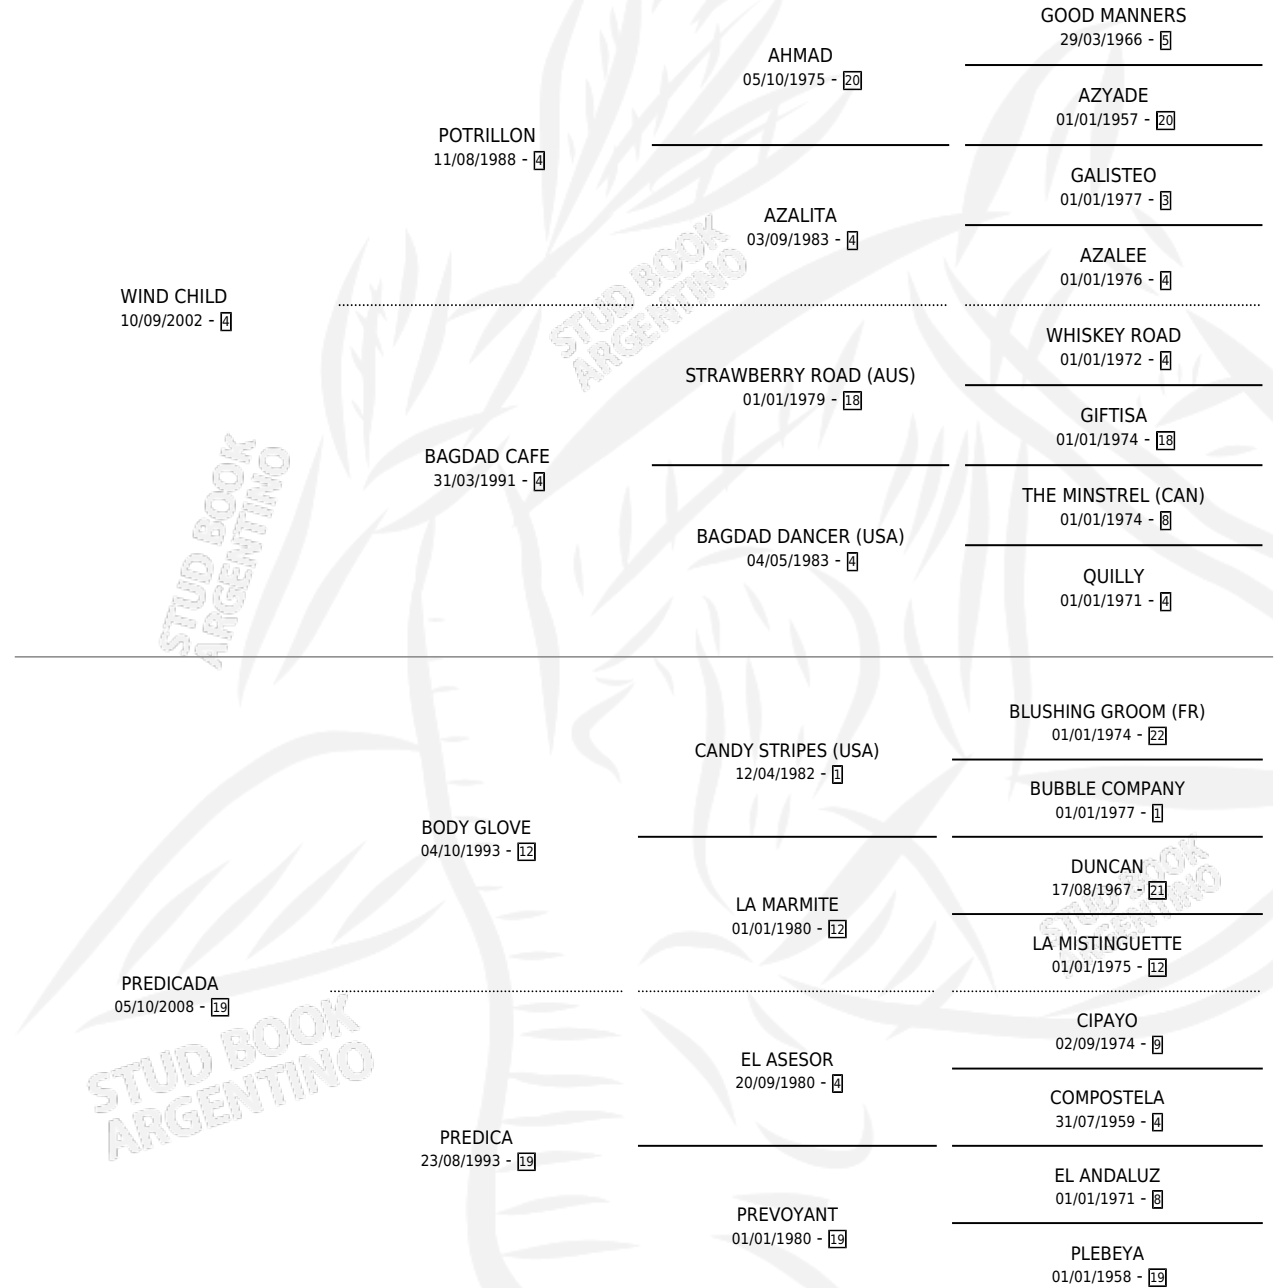 GOOD MANNERS
29/03/1966 - 5
AHMAD
05/10/1975 - 20
AZYADE
01/01/1957 - 20
POTRILLON
11/08/1988 - 4
GALISTEO
01/01/1977 - 3
AZALITA
03/09/1983 - 4
AZALEE
01/01/1976 - 4
WIND CHILD
10/09/2002 - 4
WHISKEY ROAD
01/01/1972 - 4
STRAWBERRY ROAD (AUS)
01/01/1979 - 18
GIFTISA
01/01/1974 - 18
BAGDAD CAFE
31/03/1991 - 4
THE MINSTREL (CAN)
01/01/1974 - 8
BAGDAD DANCER (USA)
04/05/1983 - 4
QUILLY
01/01/1971 - 4
BLUSHING GROOM (FR)
01/01/1974 - 22
CANDY STRIPES (USA)
12/04/1982 - 1
BUBBLE COMPANY
01/01/1977 - 1
BODY GLOVE
04/10/1993 - 12
DUNCAN
17/08/1967 - 21
LA MARMITE
01/01/1980 - 12
LA MISTINGUETTE
01/01/1975 - 12
PREDICADA
05/10/2008 - 19
CIPAYO
02/09/1974 - 9
EL ASESOR
20/09/1980 - 4
COMPOSTELA
31/07/1959 - 4
PREDICA
23/08/1993 - 19
EL ANDALUZ
01/01/1971 - 8
PREVOYANT
01/01/1980 - 19
PLEBEYA
01/01/1958 - 19
STUD BOOK
ARGENTINO
STUD BOOK
ARGENTINO
STUD BOOK
ARGENTINO
STUD BOOK
ARGENTINO